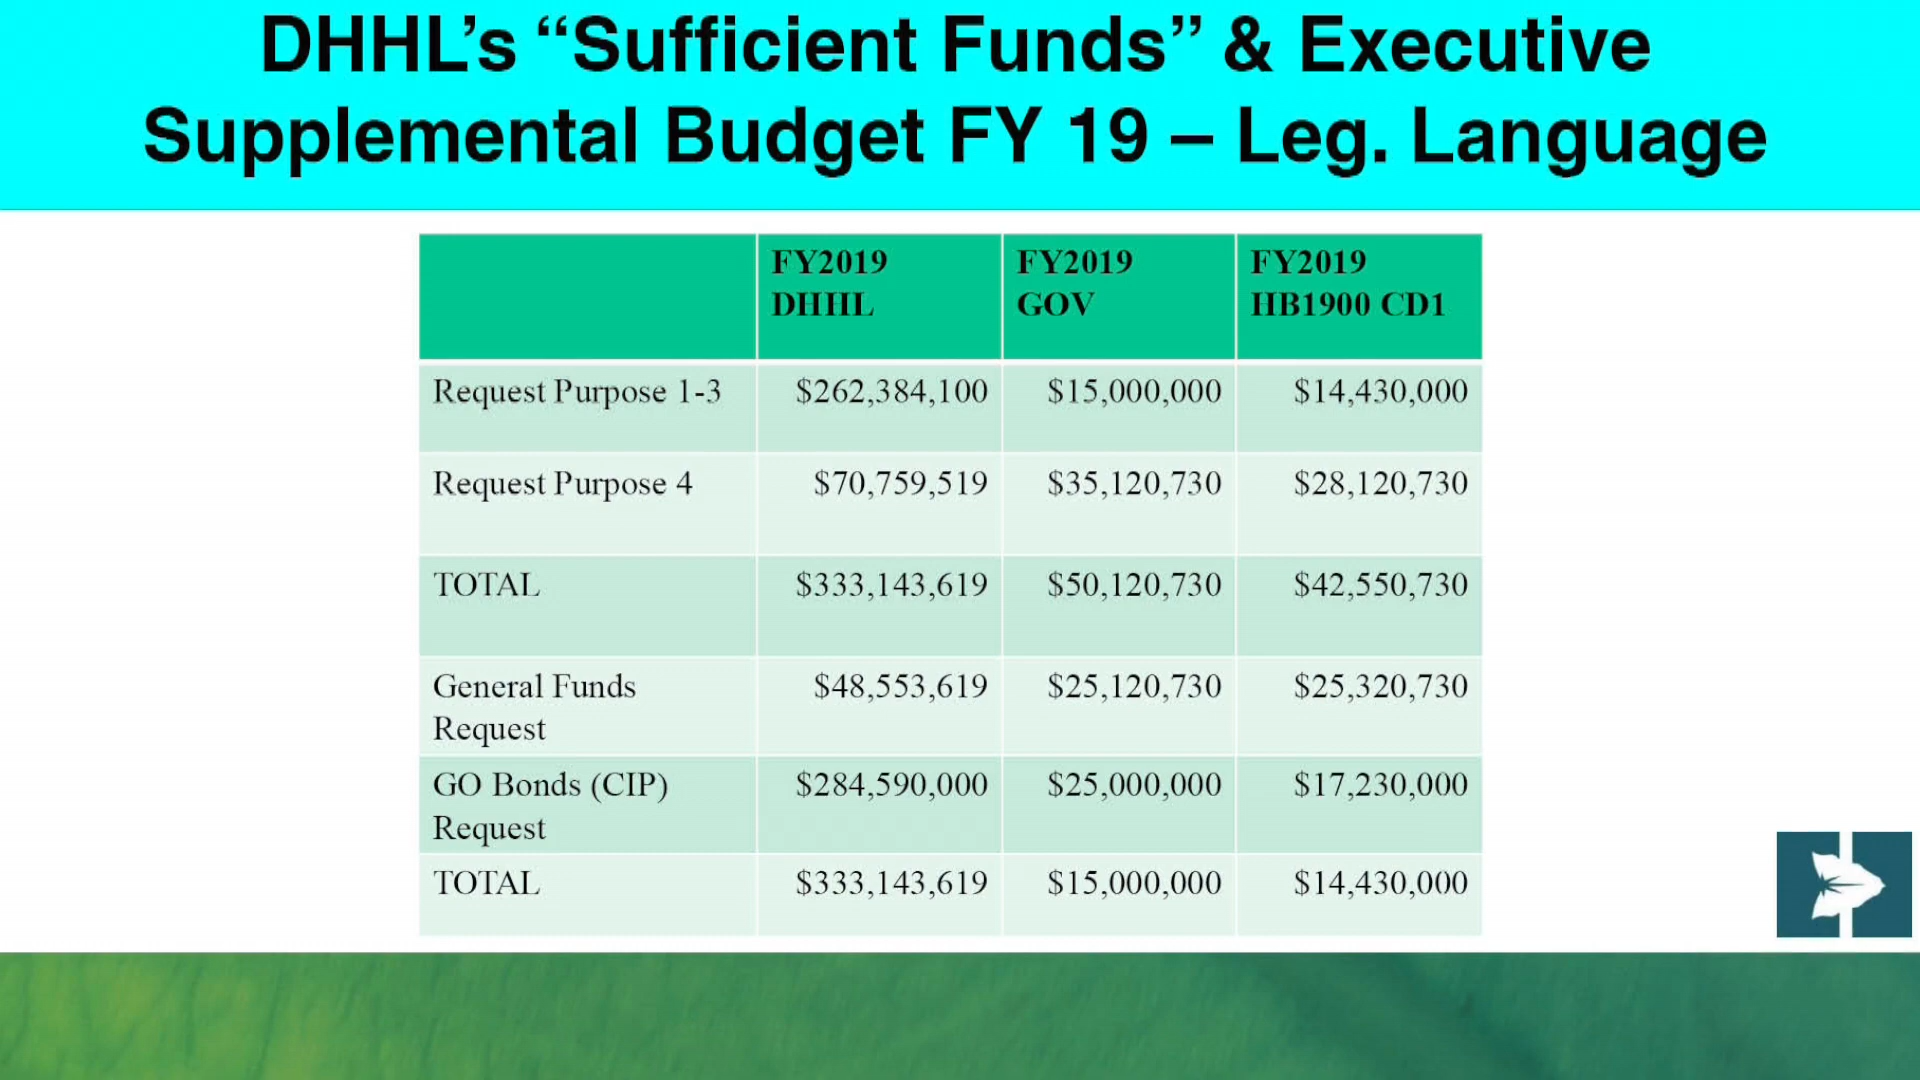 DHHL’s “Sufficient Funds” & Executive
Supplemental Budget FY 19 – Leg. Language
FY2019 DHHL FY2019 GOV FY2019 HB1900 CD1
Request Purpose 1-3 $262,384,100 $15,000,000 $14,430,000
Request Purpose 4 $70,759,519 $35,120,730 $28,120,730
TOTAL $333,143,619 $50,120,730 $42,550,730
General Funds Request $48,553,619 $25,120,730 $25,320,730
GO Bonds (CIP) Request $284,590,000 $25,000,000 $17,230,000
TOTAL $333,143,619 $15,000,000 $14,430,000